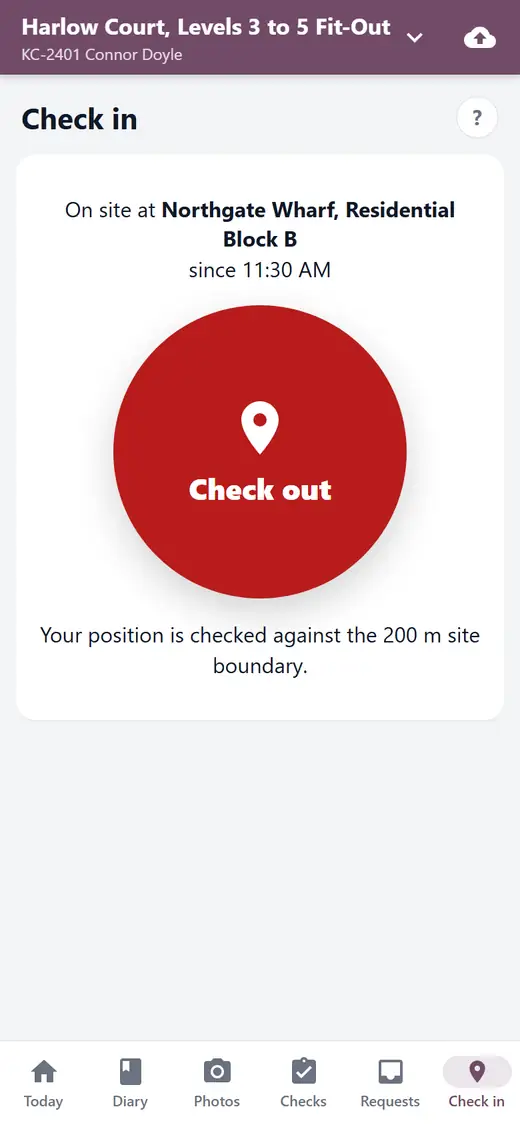 Harlow Court, Levels 3 to 5 Fit-Out
KC-2401 Connor Doyle
Check in
?
On site at Northgate Wharf, Residential
Block B
since 11:30 AM
Check out
Your position is checked against the 200 m site
boundary.
Today
Diary
Photos
Checks
Requests
Check in